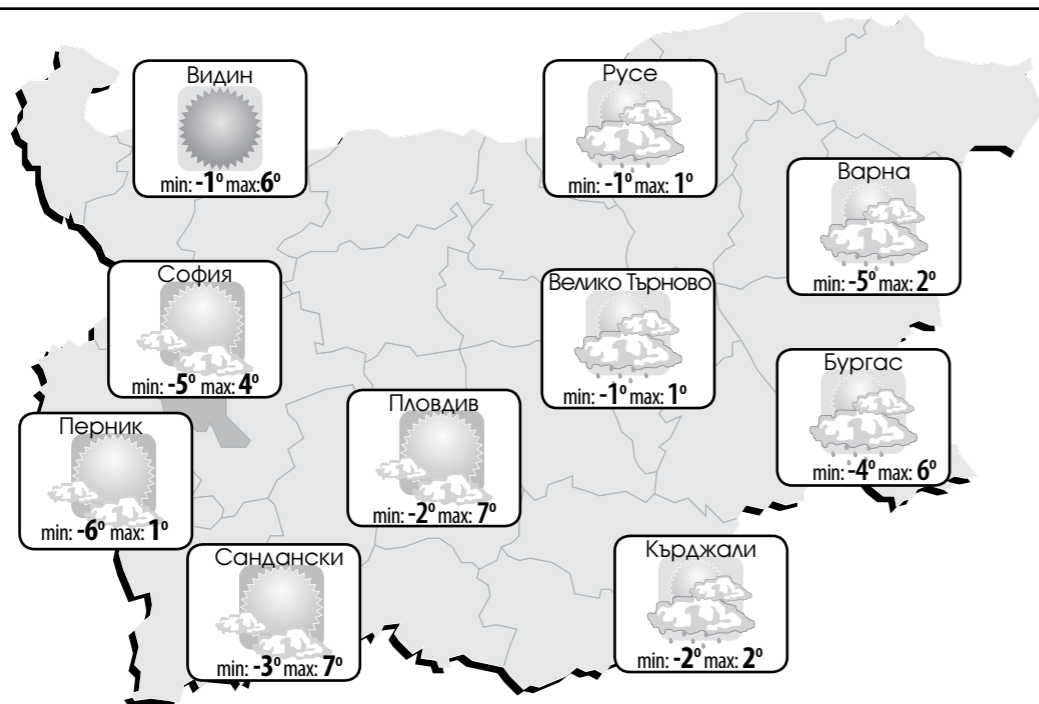 Видин
min: -1° max:6°
Русе
min: -1° max: 1°
Варна
min: -5° max: 2°
София
min: -5° max: 4°
Велико Търново
min: -1° max: 1°
Бургас
min: -4° max: 6°
Пловдив
min: -2° max: 7°
Перник
min: -6° max: 1°
Сандански
min: -3° max: 7°
Кърджали
min: -2° max: 2°